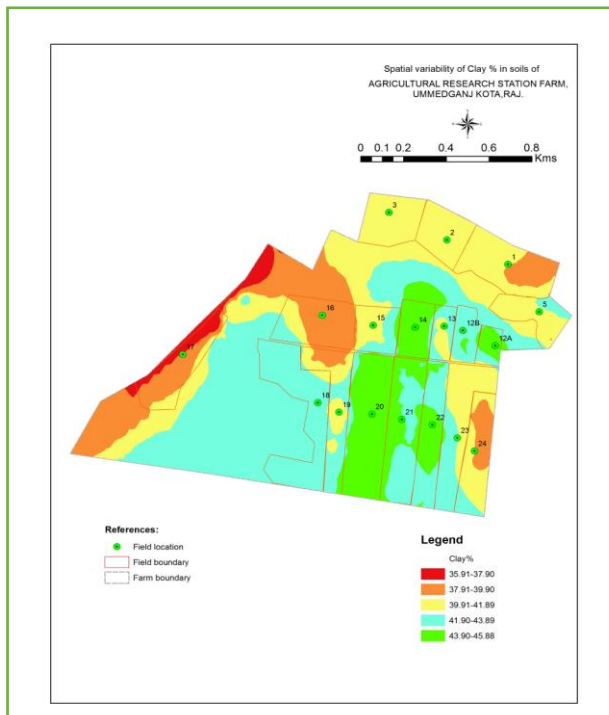 Spatial variability of Clay % in soils of
AGRICULTURAL RESEARCH STATION FARM,
UMMEDGANJ KOTA,RAJ.
0 0.1 0.2 0.4 0.6 0.8
Kms
3
2
1
5
16
15
14
13
12B
12A
17
18
19
20
21
22
23
24
References:
Field location
Field boundary
Farm boundary
Legend
Clay%
35.91-37.90
37.91-39.90
39.91-41.89
41.90-43.89
43.90-45.88